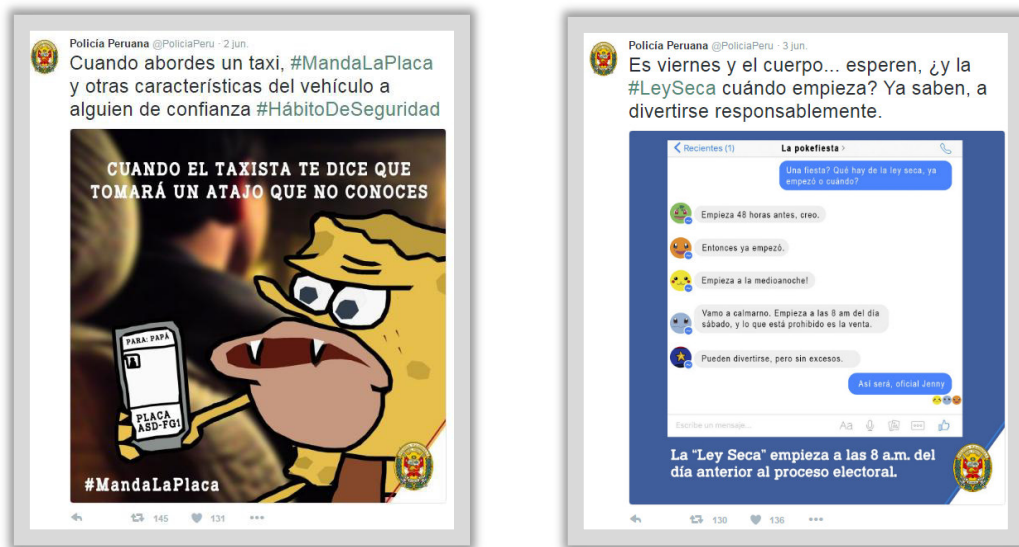 Policía Peruana @PoliciaPeru · 2 jun.
Cuando abordes un taxi, #MandaLaPlaca
y otras características del vehículo a
alguien de confianza #HábitoDeSeguridad
CUANDO EL TAXISTA TE DICE QUE
TOMARÁ UN ATAJO QUE NO CONOCES
PARA: PAPÁ
PLACA
ASD-FG1
#MandaLaPlaca
145 131
Policía Peruana @PoliciaPeru · 3 jun.
Es viernes y el cuerpo... esperen, ¿y la
#LeySeca cuándo empieza? Ya saben, a
divertirse responsablemente.
Recientes (1) La pokefiesta
Una fiesta? Qué hay de la ley seca, ya
empezó o cuándo?
Empieza 48 horas antes, creo.
Entonces ya empezó.
Empieza a la medioanoche!
Vamo a calmarno. Empieza a las 8 am del día
sábado, y lo que está prohibido es la venta.
Pueden divertirse, pero sin excesos.
Así será, oficial Jenny
Escribe un mensaje... Aa
La "Ley Seca" empieza a las 8 a.m. del
día anterior al proceso electoral.
130 136